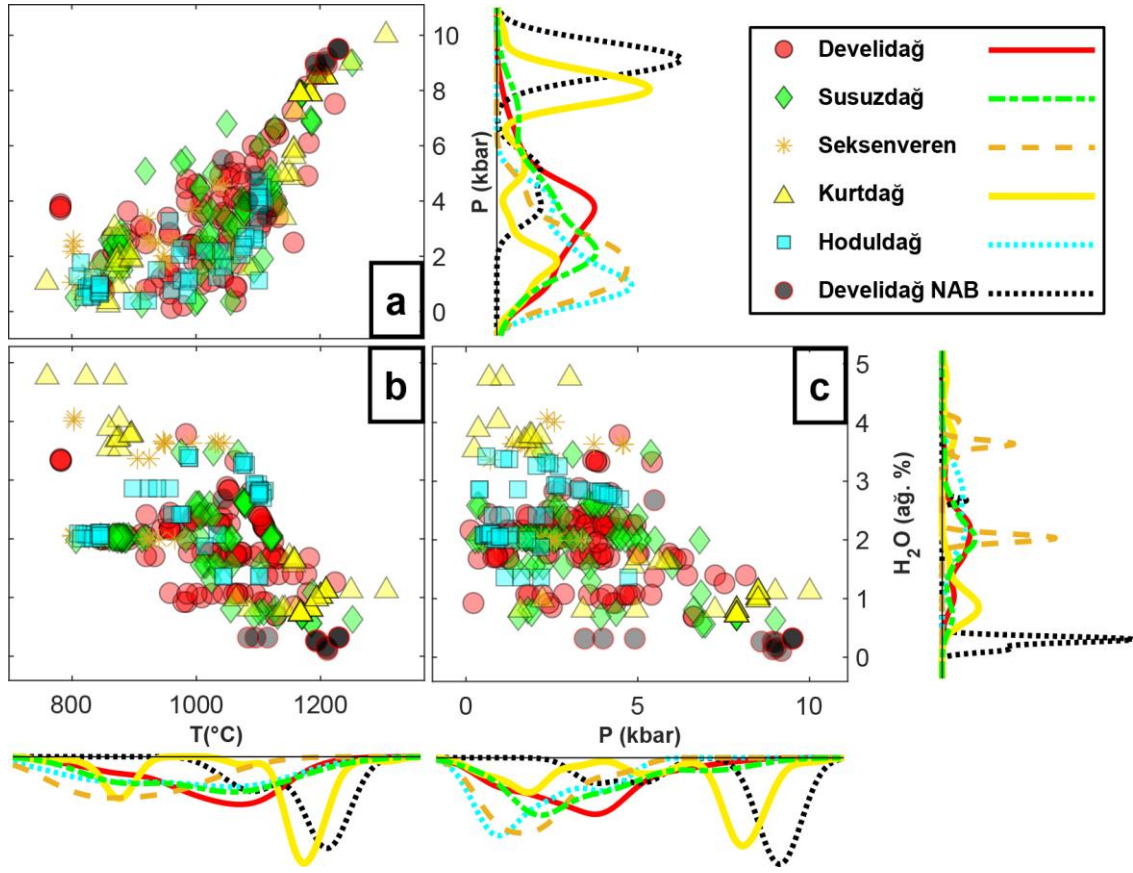 10
8
6
4
2
0
P (kbar)
a
Develidağ
Susuzdağ
Seksenveren
Kurtdağ
Hoduldağ
Develidağ NAB
b
c
5
4
3
2
1
0
H2O (ağ. %)
800 1000 1200
T(°C)
0 5 10
P (kbar)